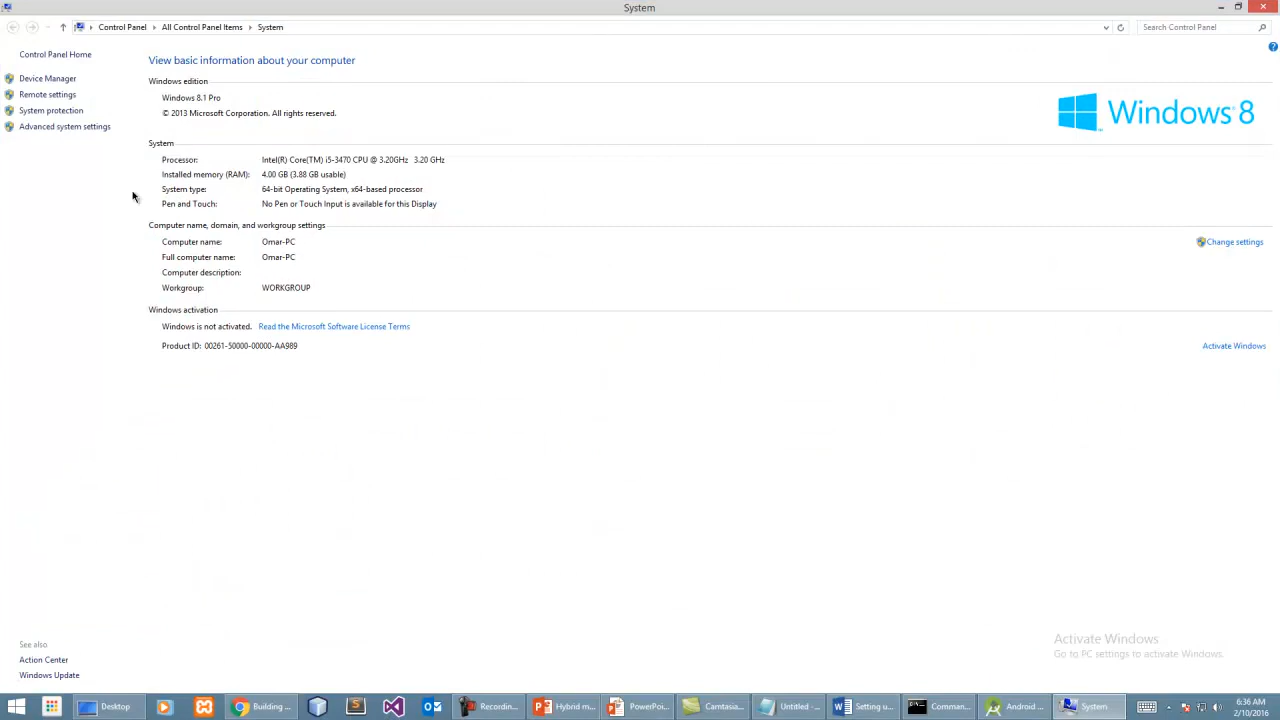 System
Control Panel All Control Panel Items System
Search Control Panel
Control Panel Home
Device Manager
Remote settings
System protection
Advanced system settings
View basic information about your computer
Windows edition
Windows 8.1 Pro
© 2013 Microsoft Corporation. All rights reserved.
Windows 8
System
Processor: Intel(R) Core(TM) i5-3470 CPU @ 3.20GHz 3.20 GHz
Installed memory (RAM): 4.00 GB (3.88 GB usable)
System type: 64-bit Operating System, x64-based processor
Pen and Touch: No Pen or Touch Input is available for this Display
Computer name, domain, and workgroup settings
Computer name: Omar-PC
Change settings
Full computer name: Omar-PC
Computer description:
Workgroup: WORKGROUP
Windows activation
Windows is not activated. Read the Microsoft Software License Terms
Product ID: 00261-50000-00000-AA989
Activate Windows
See also
Action Center
Windows Update
Activate Windows
Go to PC settings to activate Windows.
Desktop Building ... Recording... Hybrid m... PowerPoi... Camtasia... Untitled - ... Setting u... Comman... Android ... System
6:36 AM
2/10/2016